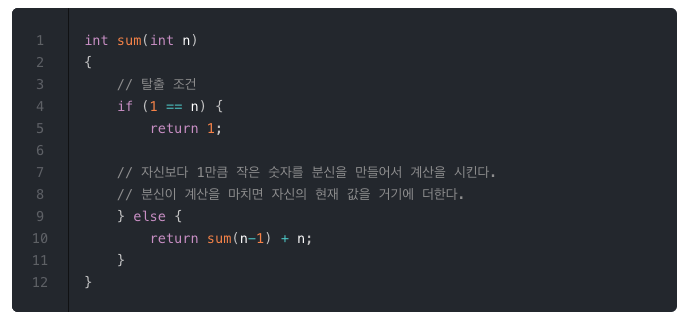 1 int sum(int n)
2 {
3     // 탈출 조건
4     if (1 == n) {
5         return 1;
6
7     // 자신보다 1만큼 작은 숫자를 분신을 만들어서 계산을 시킨다.
8     // 분신이 계산을 마치면 자신의 현재 값을 거기에 더한다.
9     } else {
10         return sum(n-1) + n;
11     }
12 }